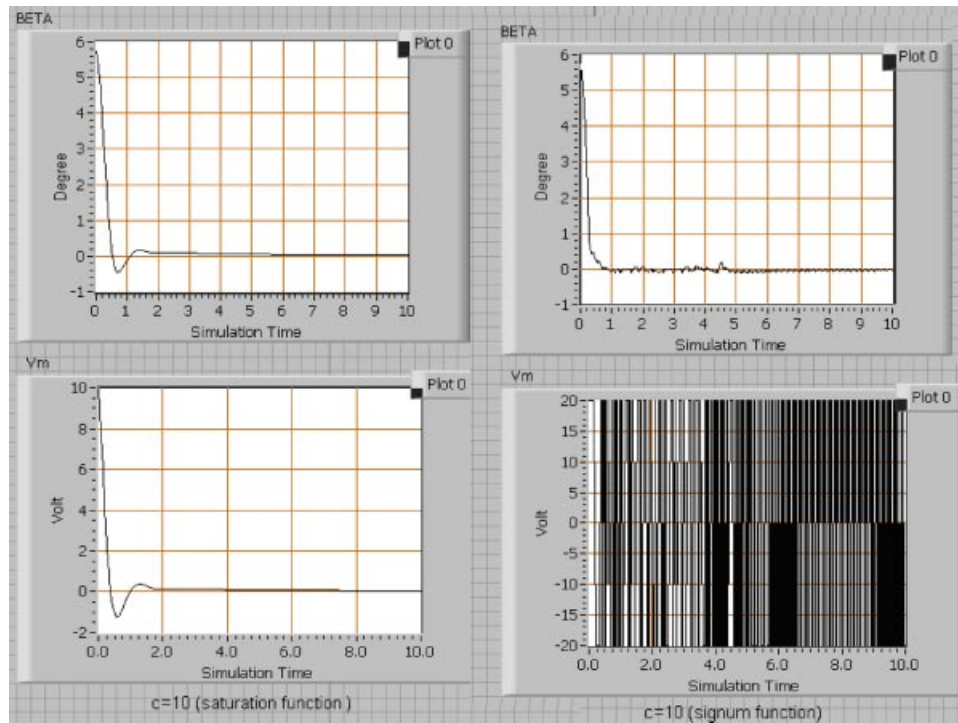 BETA
Plot 0
6
5
4
3
2
1
0
-1
Degree
0 1 2 3 4 5 6 7 8 9 10
Simulation Time
BETA
Plot 0
6
5
4
3
2
1
0
-1
Degree
0 1 2 3 4 5 6 7 8 9 10
Simulation Time
Vm
Plot 0
10
8
6
4
2
0
-2
Volt
0.0 2.0 4.0 6.0 8.0 10.0
Simulation Time
c=10 (saturation function )
Vm
Plot 0
20
15
10
5
0
-5
-10
-15
-20
Volt
0.0 2.0 4.0 6.0 8.0 10.0
Simulation Time
c=10 (signum function)